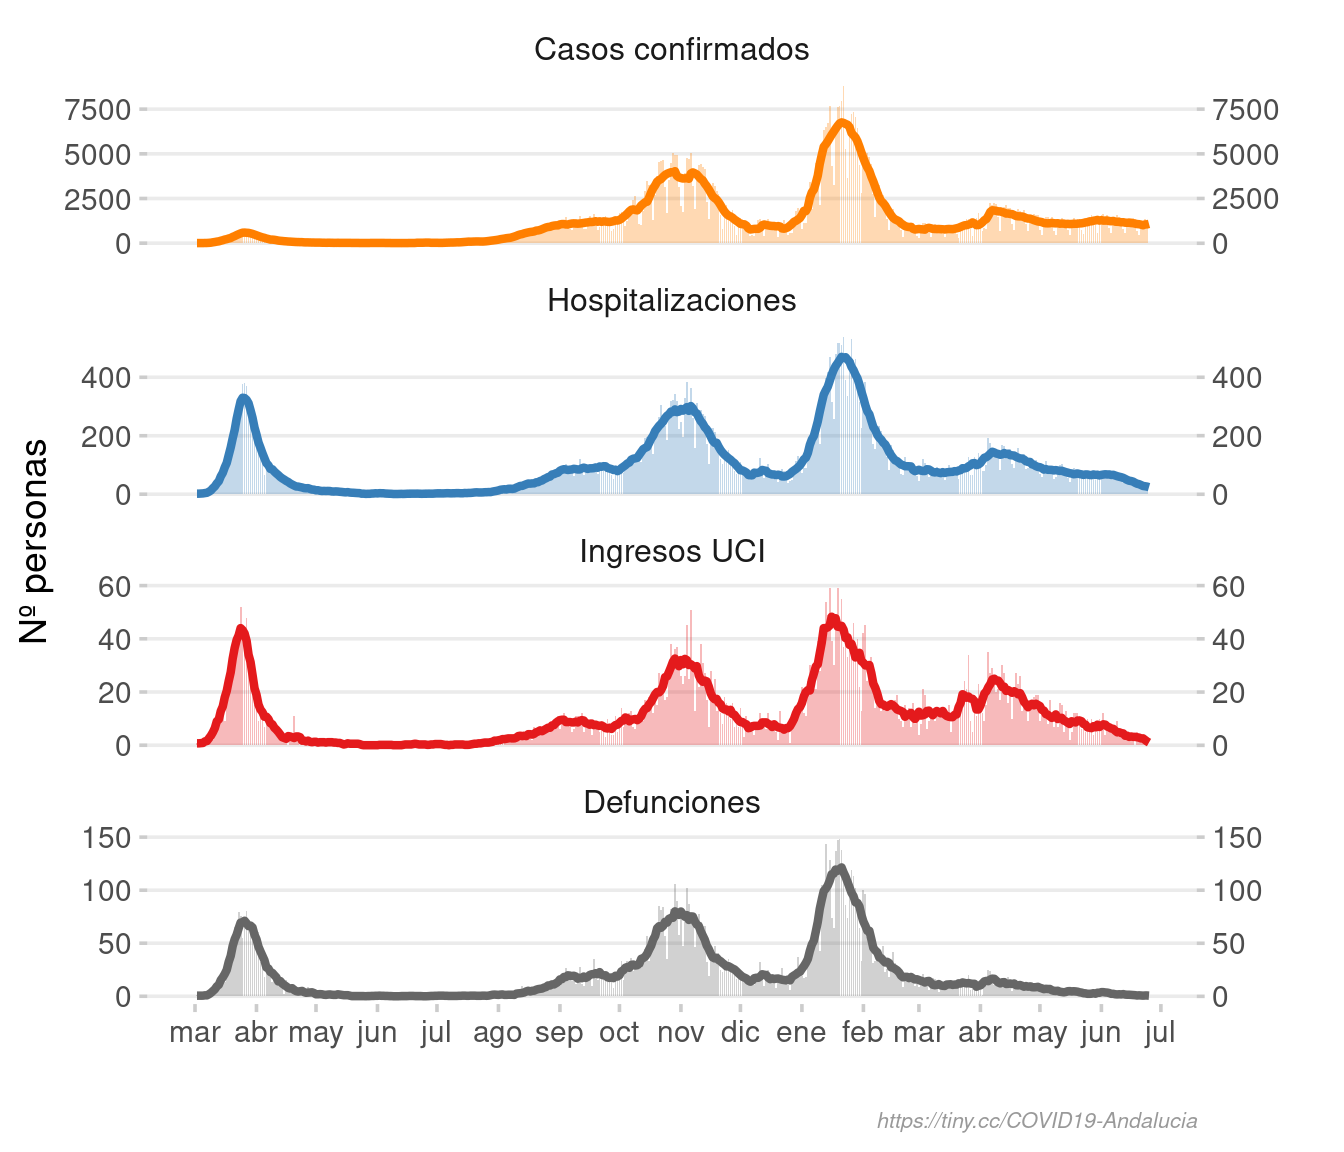 Casos confirmados
7500 7500
5000 5000
2500 2500
0 0
Hospitalizaciones
400 400
200 200
0 0
Nº personas
Ingresos UCI
60 60
40 40
20 20
0 0
Defunciones
150 150
100 100
50 50
0 0
mar abr may jun jul ago sep oct nov dic ene feb mar abr may jun jul
https://tiny.cc/COVID19-Andalucia